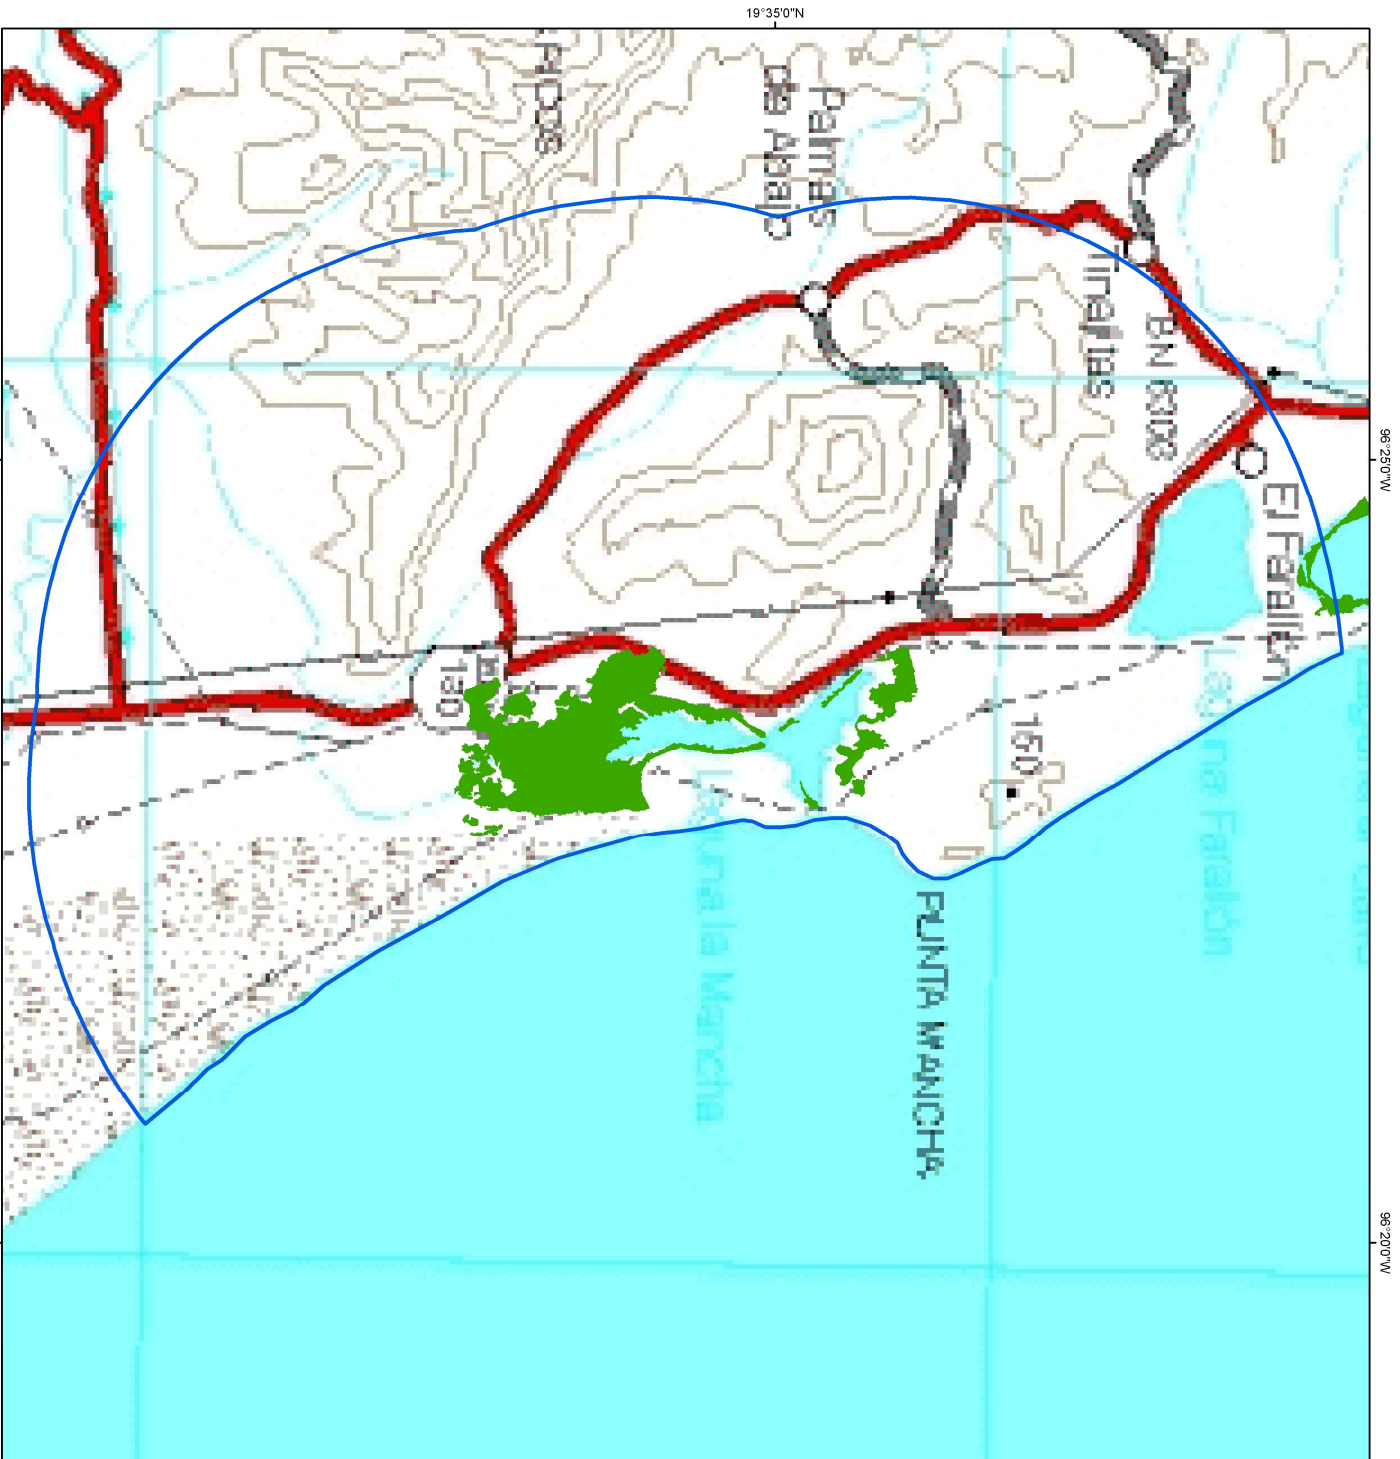 19°35'0"N
Palmas
de Abajo
Tinajitas
BN 6303
96°25'0"W
El Farallón
180
150
Laguna la Mancha
PUNTA MANCHA
Laguna Farallón
96°20'0"W